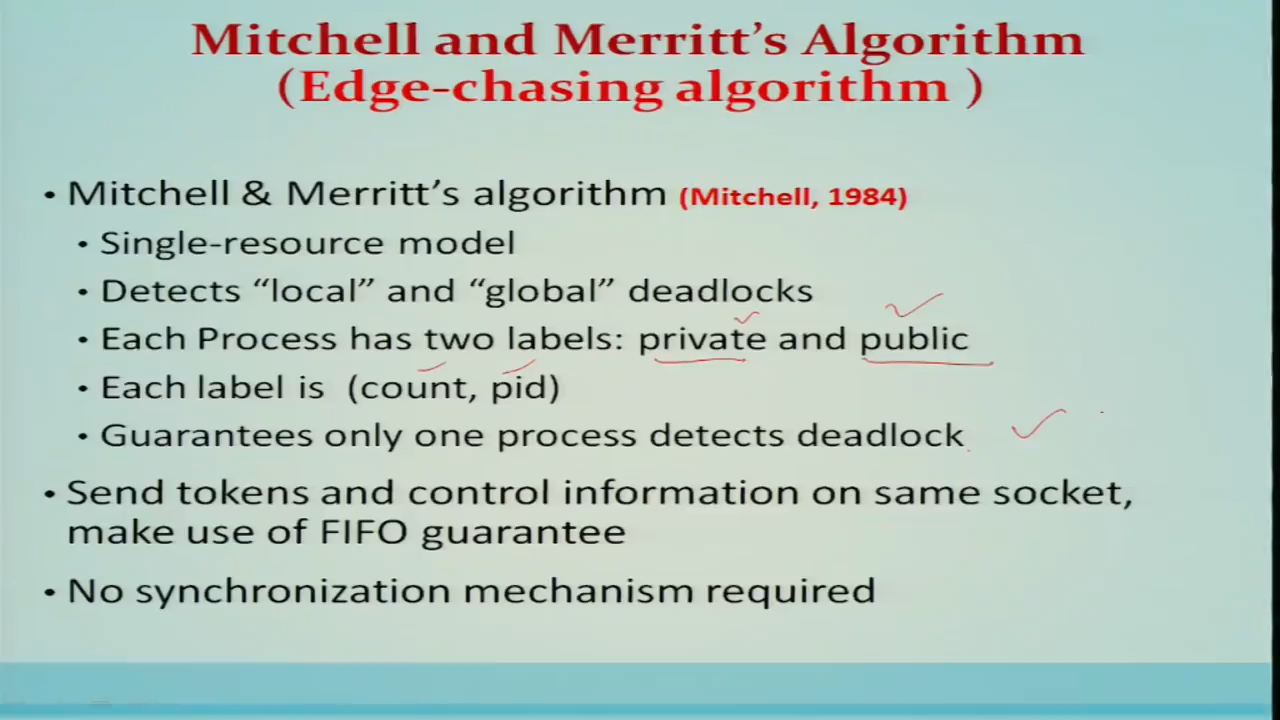 Mitchell and Merritt's Algorithm
(Edge-chasing algorithm )
• Mitchell & Merritt's algorithm (Mitchell, 1984)
• Single-resource model
• Detects “local” and “global” deadlocks
• Each Process has two labels: private and public
• Each label is (count, pid)
• Guarantees only one process detects deadlock
• Send tokens and control information on same socket,
make use of FIFO guarantee
• No synchronization mechanism required